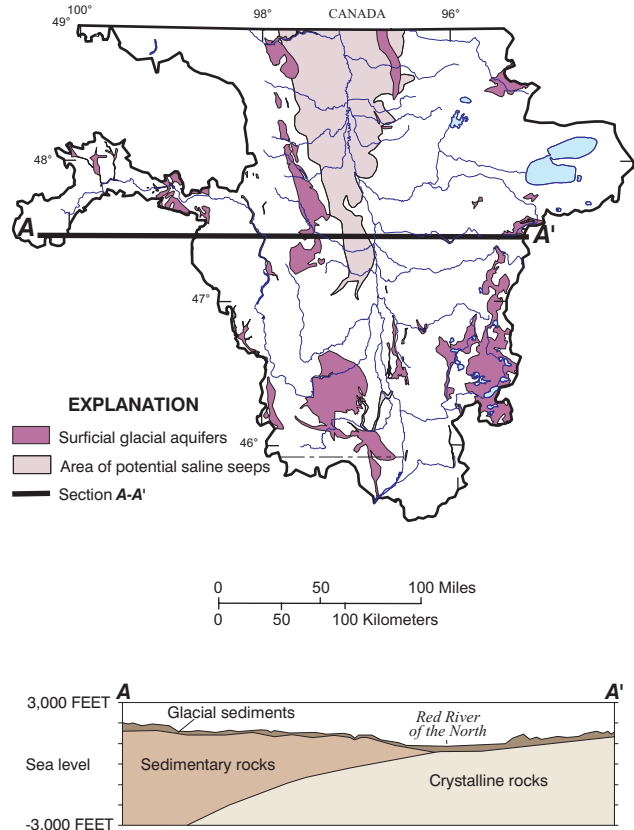 49° 100° 98° CANADA 96°
48°
A A'
47°
EXPLANATION
Surficial glacial aquifers
46°
Area of potential saline seeps
Section A-A'
0 50 100 Miles
0 50 100 Kilometers
A A'
3,000 FEET
Glacial sediments
Red River
of the North
Sea level
Sedimentary rocks
Crystalline rocks
-3,000 FEET